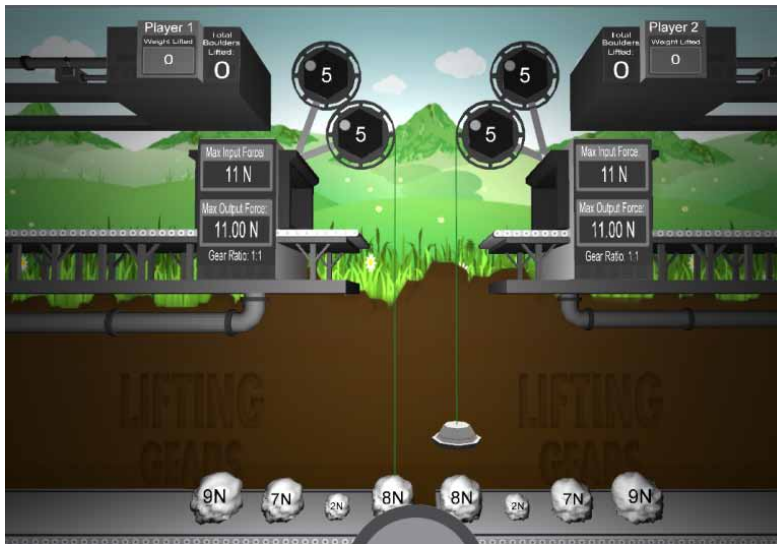 Player 1
Weight Lifted
0
Total
Boulders
Lifted:
0
5
5
Max Input Force:
11 N
Max Output Force:
11.00 N
Gear Ratio: 1:1
5
5
Total
Boulders
Lifted:
0
Player 2
Weight Lifted
0
Max Input Force:
11 N
Max Output Force:
11.00 N
Gear Ratio: 1:1
LIFTING
GEARS
LIFTING
GEARS
9N
7N
2N
8N
8N
2N
7N
9N